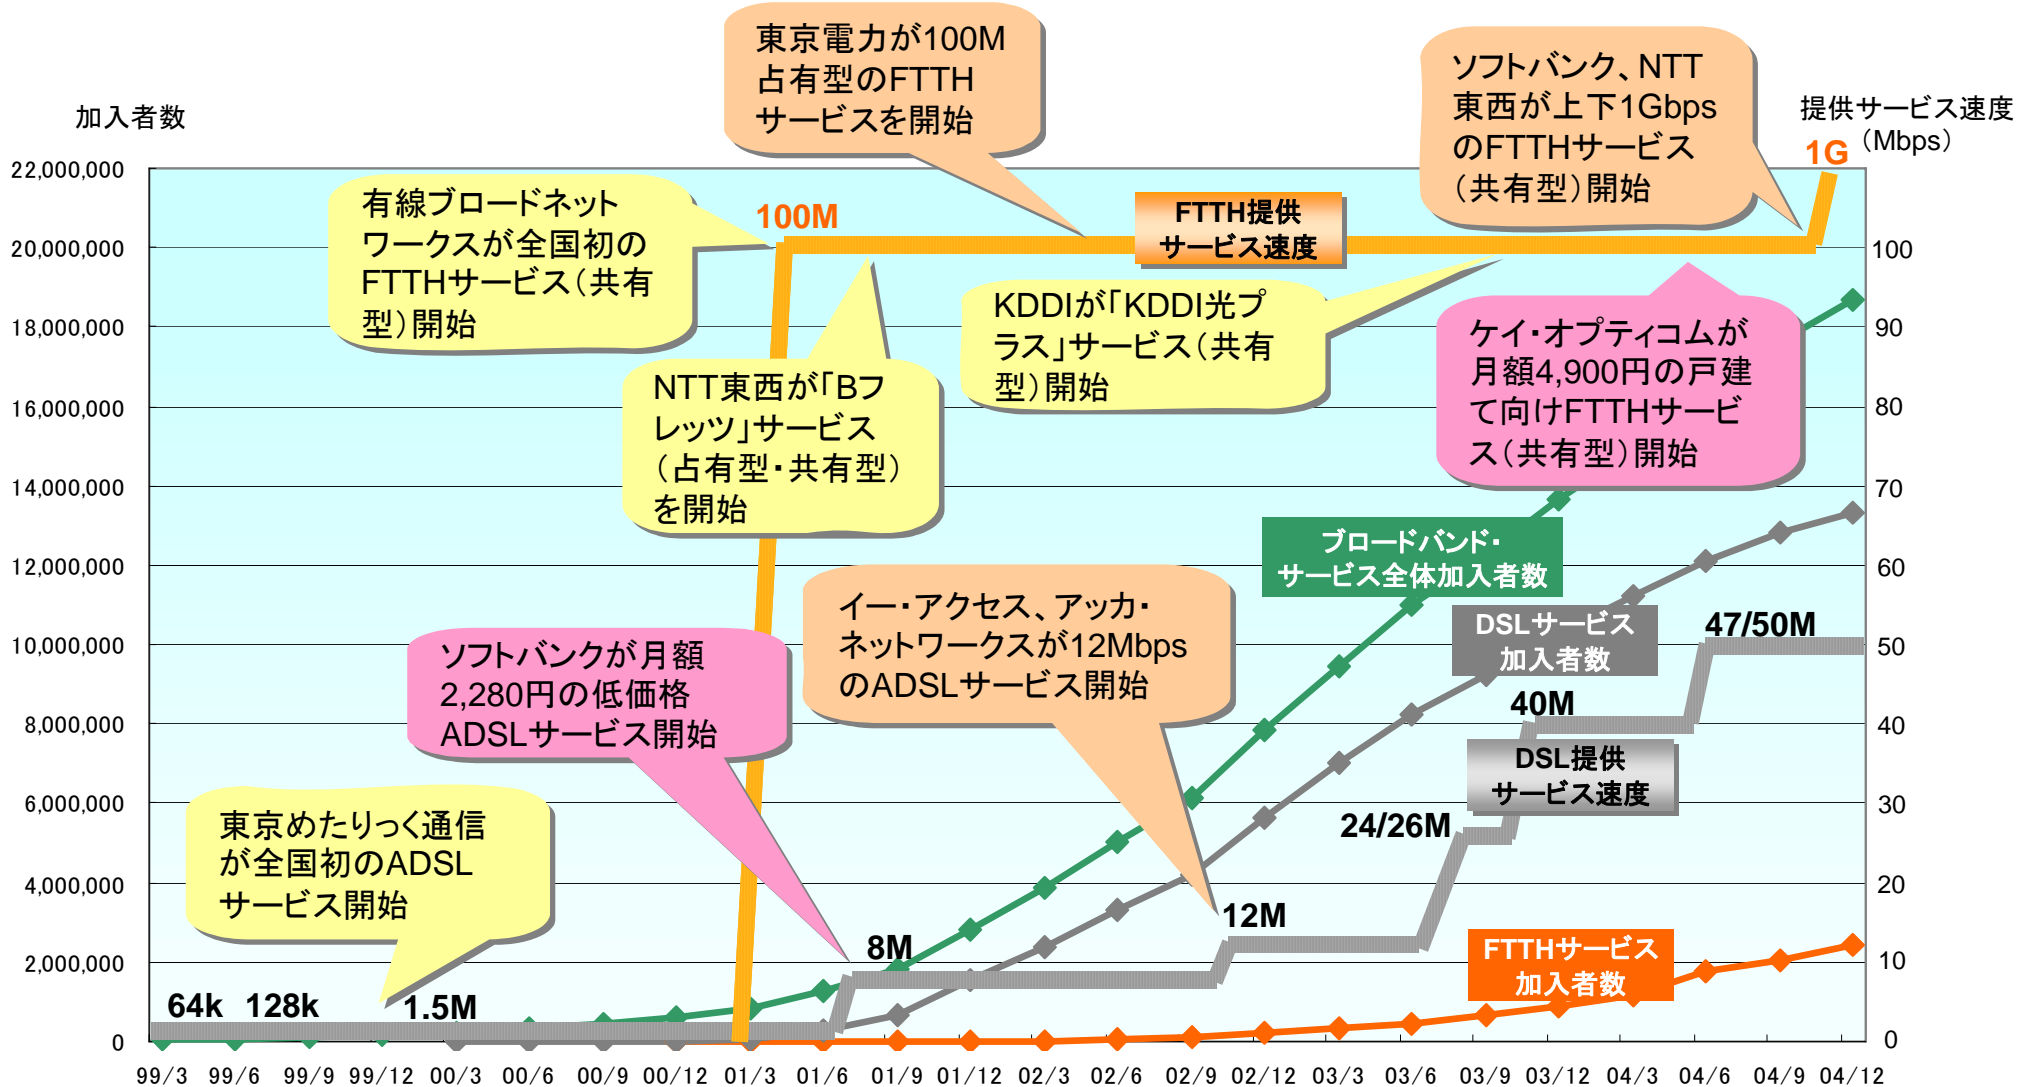 東京電力が100M
占有型のFTTH
サービスを開始
ソフトバンク、NTT
東西が上下1Gbps
のFTTHサービス
（共有型）開始
加入者数
提供サービス速度
（Mbps）
1G
有線ブロードネット
ワークスが全国初の
FTTHサービス（共有
型）開始
100M
FTTH提供
サービス速度
KDDIが「KDDI光プ
ラス」サービス（共有
型）開始
ケイ・オプティコムが
月額4,900円の戸建
て向けFTTHサービ
ス（共有型）開始
NTT東西が「Bフ
レッツ」サービス
（占有型・共有型）
を開始
ブロードバンド・
サービス全体加入者数
イー・アクセス、アッカ・
ネットワークスが12Mbps
のADSLサービス開始
DSLサービス
加入者数
47/50M
ソフトバンクが月額
2,280円の低価格
ADSLサービス開始
40M
DSL提供
サービス速度
24/26M
東京めたりっく通信
が全国初のADSL
サービス開始
12M
8M
FTTHサービス
加入者数
64k
128k
1.5M
22,000,000
20,000,000
18,000,000
16,000,000
14,000,000
12,000,000
10,000,000
8,000,000
6,000,000
4,000,000
2,000,000
0
100
90
80
70
60
50
40
30
20
10
0
99/3 99/6 99/9 99/12 00/3 00/6 00/9 00/12 01/3 01/6 01/9 01/12 02/3 02/6 02/9 02/12 03/3 03/6 03/9 03/12 04/3 04/6 04/9 04/12